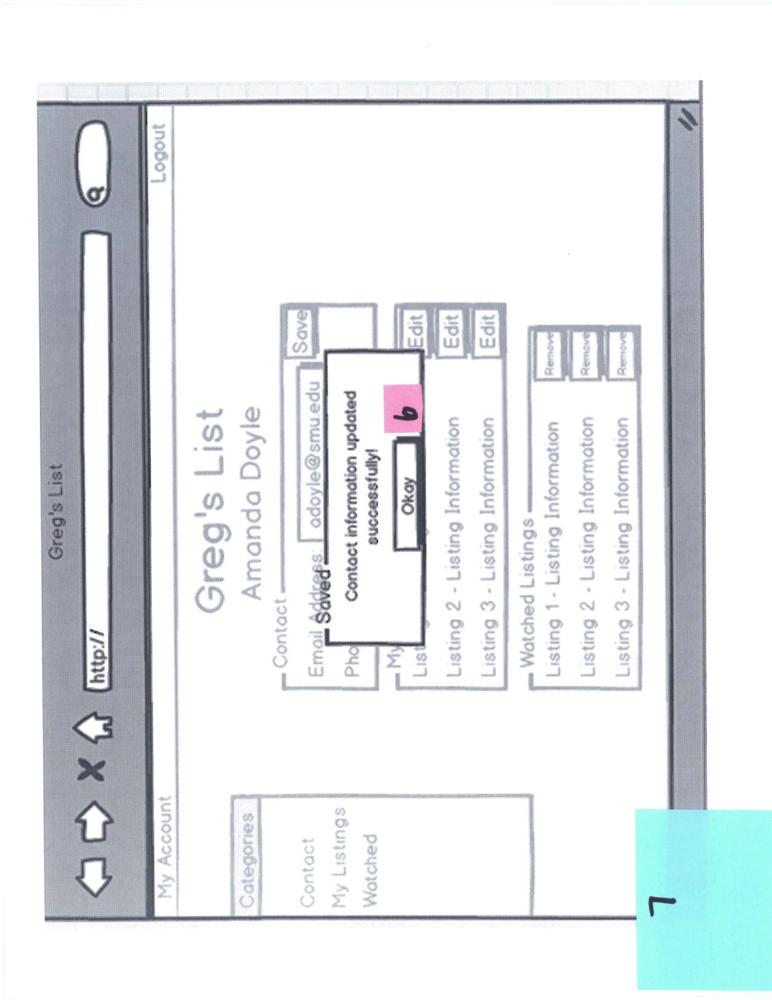 Greg's List
http://
My Account
Logout
Greg's List
Amanda Doyle
Categories
Contact
My Listings
Watched
Contact
Email Address: adoyle@smu.edu Save
Pho
Saved
Contact information updated
successfully!
Okay
6
My
List Edit
Listing 2 - Listing Information Edit
Listing 3 - Listing Information Edit
Watched Listings
Listing 1 - Listing Information Remove
Listing 2 - Listing Information Remove
Listing 3 - Listing Information Remove
7